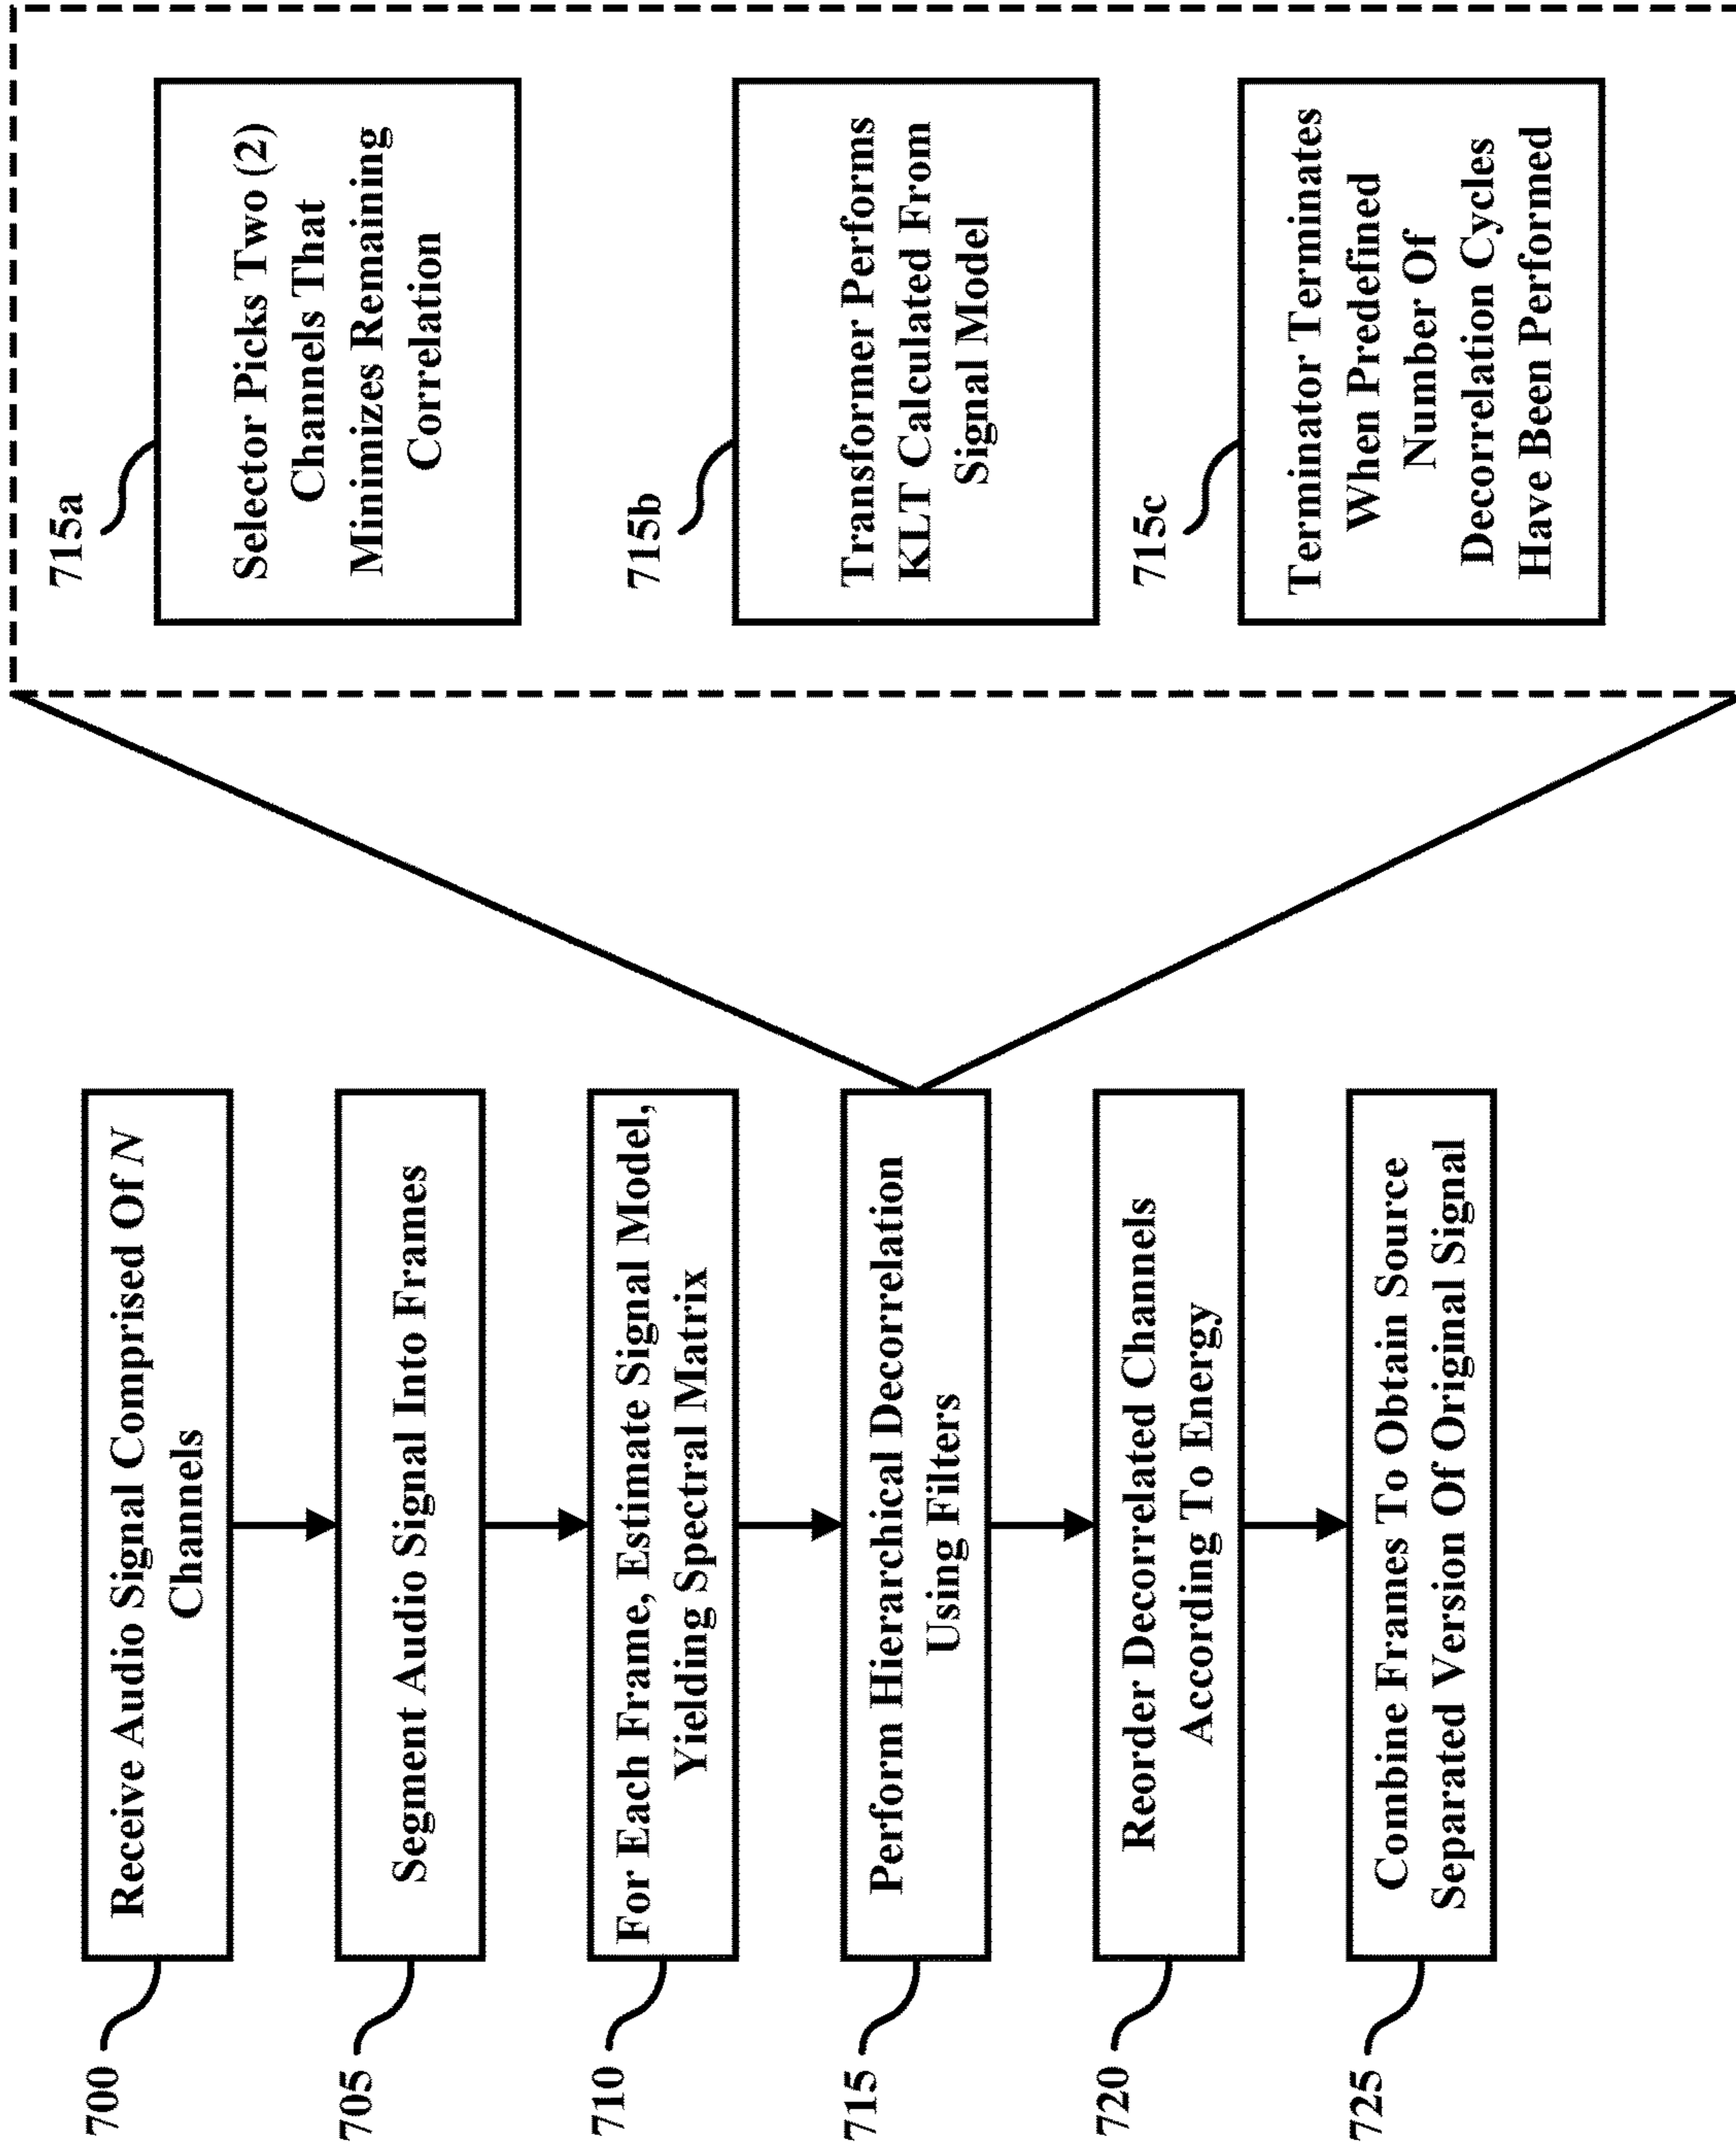 700
Receive Audio Signal Comprised Of N
Channels
705
Segment Audio Signal Into Frames
710
For Each Frame, Estimate Signal Model,
Yielding Spectral Matrix
715
Perform Hierarchical Decorrelation
Using Filters
720
Reorder Decorrelated Channels
According To Energy
725
Combine Frames To Obtain Source
Separated Version Of Original Signal
715a
Selector Picks Two (2)
Channels That
Minimizes Remaining
Correlation
715b
Transformer Performs
KLT Calculated From
Signal Model
715c
Terminator Terminates
When Predefined
Number Of
Decorrelation Cycles
Have Been Performed